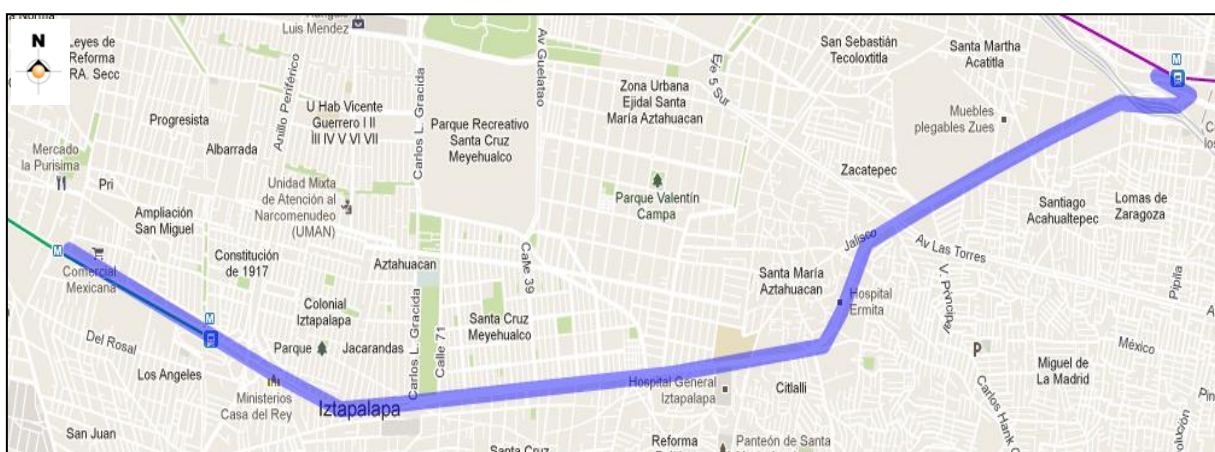 N
Luis Mendez
Leyes de
Reforma
RA. Secc
Anillo Periférico
U Hab Vicente
Guerrero I II
III IV V VI VII
Progresista
Albarrada
Carlos L. Gracida
Av Guelatao
Parque Recreativo
Santa Cruz
Meyehualco
Zona Urbana
Ejidal Santa
María Aztahuacan
Eje 5 Sur
San Sebastián
Tecoloxtitla
Santa Martha
Acatitla
M
Muebles
plegables Zues
Mercado
la Purisima
Pri
Unidad Mixta
de Atención al
Narcomenudeo
(UMAN)
Parque Valentín
Campa
Zacatepec
Santiago
Acahualtepec
Lomas de
Zaragoza
Ampliación
San Miguel
M
Comercial
Mexicana
Constitución
de 1917
Aztahuacan
Calle 39
Jalisco
Av Las Torres
Santa María
Aztahuacan
V. Principal
Pipila
Hospital
Ermita
M
Colonial
Iztapalapa
Santa Cruz
Meyehualco
Del Rosal
Parque
Jacarandas
Carlos L. Gracida
Calle 71
Los Angeles
Ministerios
Casa del Rey
Iztapalapa
Hospital General
Iztapalapa
Citlalli
P
México
Miguel de
La Madrid
Carlos Hank
San Juan
Santa Cruz
Reforma
Panteón de Santa